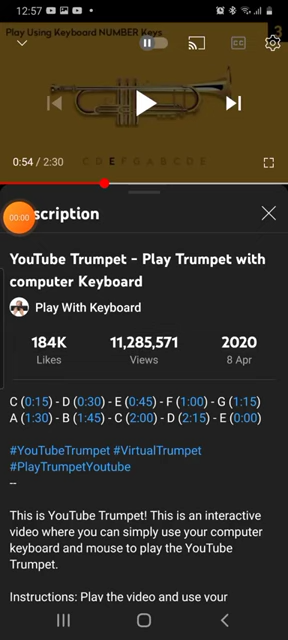 12:57
Play Using Keyboard NUMBER Keys
3
CC
0:54 / 2:30
C D E F G A B C D E
00:00
scription
YouTube Trumpet - Play Trumpet with
computer Keyboard
Play With Keyboard
184K 11,285,571 2020
Likes Views 8 Apr
C (0:15) - D (0:30) - E (0:45) - F (1:00) - G (1:15)
A (1:30) - B (1:45) - C (2:00) - D (2:15) - E (0:00)
#YouTubeTrumpet #VirtualTrumpet
#PlayTrumpetYoutube
--
This is YouTube Trumpet! This is an interactive
video where you can simply use your computer
keyboard and mouse to play the YouTube
Trumpet.
Instructions: Play the video and use your